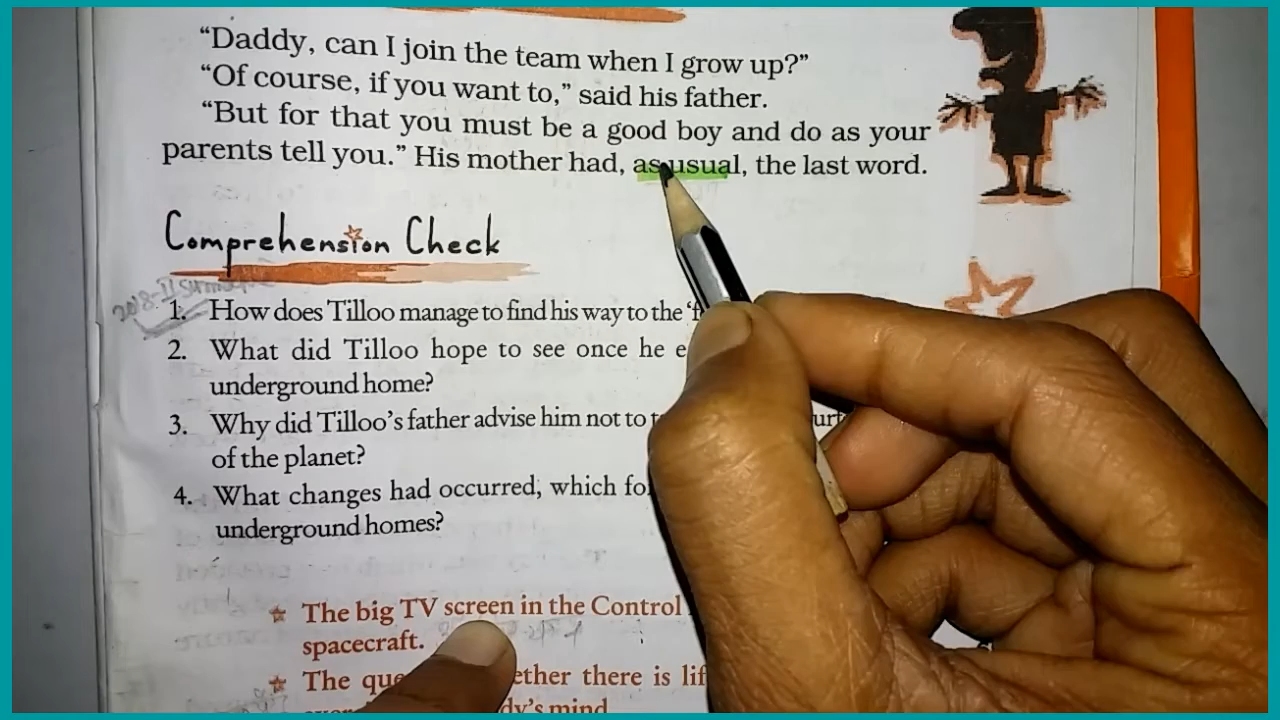 “Daddy, can I join the team when I grow up?”
“Of course, if you want to,” said his father.
“But for that you must be a good boy and do as your
parents tell you.” His mother had, as usual, the last word.
Comprehension Check
1. How does Tilloo manage to find his way to the
2. What did Tilloo hope to see once he
underground home?
3. Why did Tilloo’s father advise him not to
of the planet?
4. What changes had occurred, which
underground homes?
★ The big TV screen in the Control
spacecraft.
★ The there is
mind